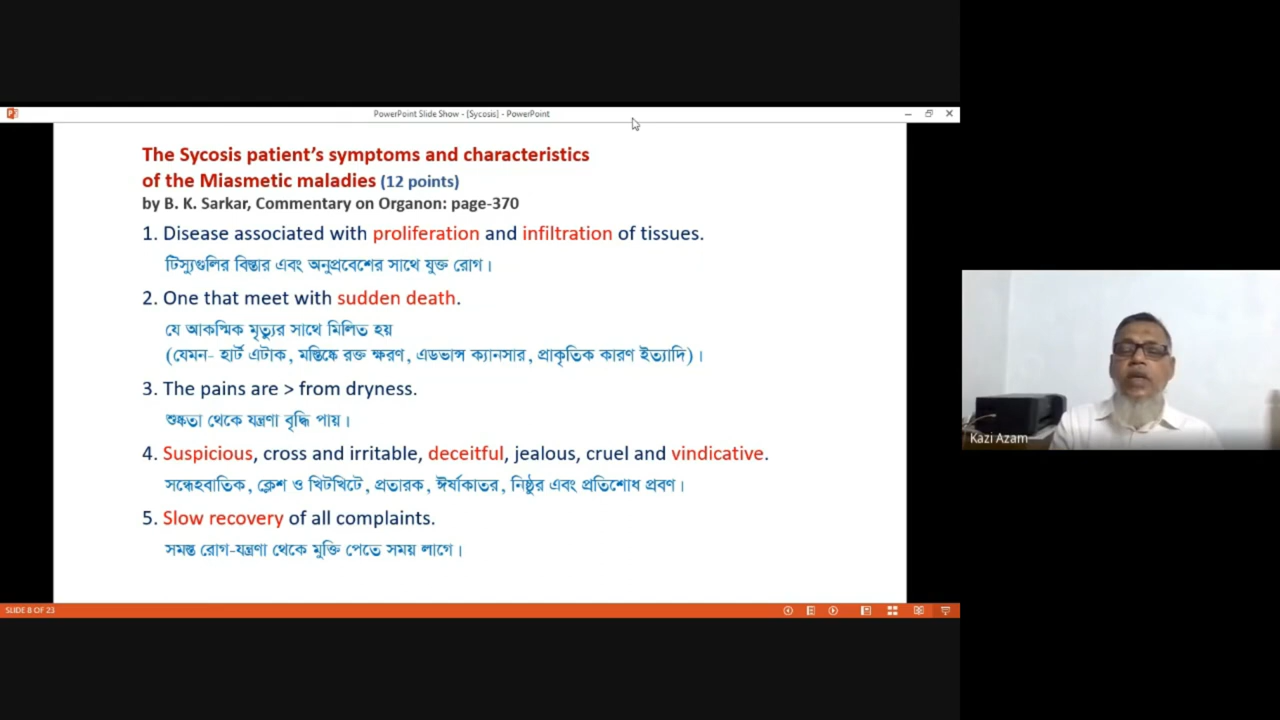 PowerPoint Slide Show - [Sycosis] - PowerPoint
The Sycosis patient’s symptoms and characteristics
of the Miasmetic maladies (12 points)
by B. K. Sarkar, Commentary on Organon: page-370
1. Disease associated with proliferation and infiltration of tissues.
টিস্যুগুলির বিস্তার এবং অনুপ্রবেশের সাথে যুক্ত রোগ।
2. One that meet with sudden death.
যে আকস্মিক মৃত্যুর সাথে মিলিত হয়
(যেমন- হার্ট এটাক, মস্তিষ্কে রক্ত ক্ষরণ, এডভান্স ক্যানসার, প্রাকৃতিক কারণ ইত্যাদি)।
3. The pains are > from dryness.
শুষ্কতা থেকে যন্ত্রণা বৃদ্ধি পায়।
4. Suspicious, cross and irritable, deceitful, jealous, cruel and vindicative.
সন্ধেহবাতিক, ক্লেশ ও খিটখিটে, প্রতারক, ঈর্ষাকাতর, নিষ্ঠুর এবং প্রতিশোধ প্রবণ।
5. Slow recovery of all complaints.
সমস্ত রোগ-যন্ত্রণা থেকে মুক্তি পেতে সময় লাগে।
Kazi Azam
SLIDE 8 OF 23